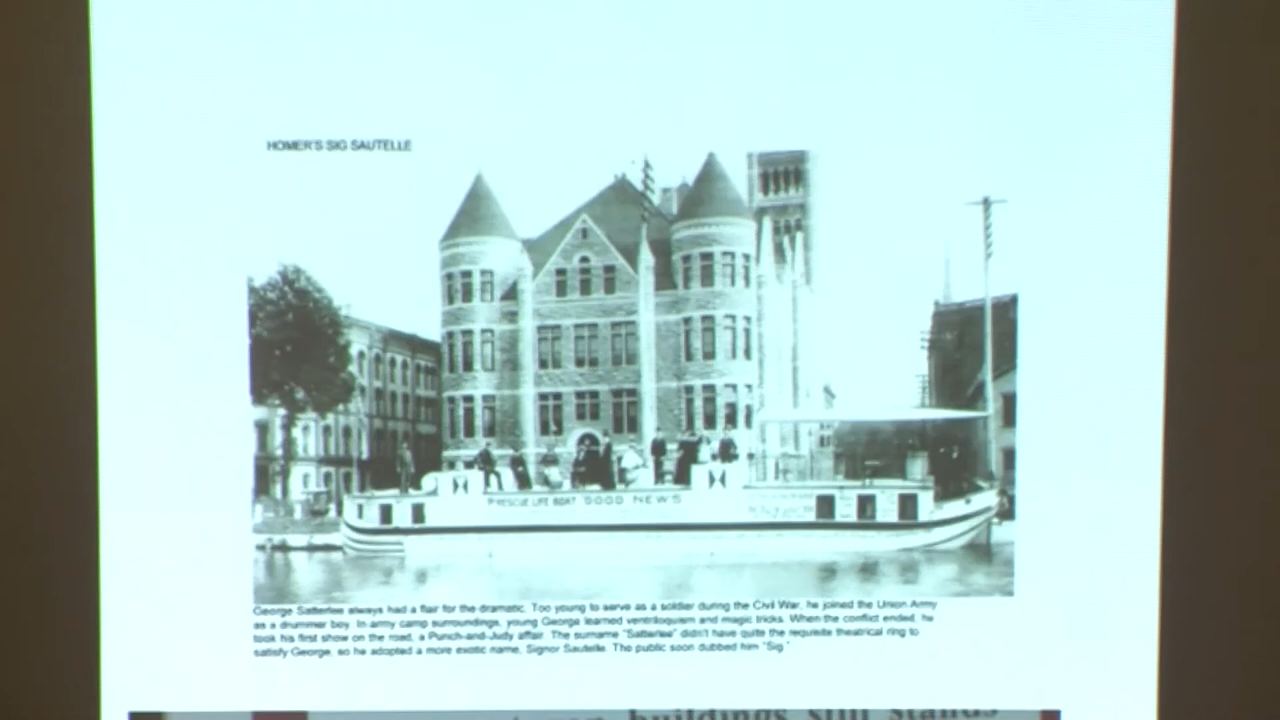 HOMER'S SIG SAUTELLE
RESCUE LIFE BOAT GOOD NEWS
George Satterlee always had a flair for the dramatic. Too young to serve as a soldier during the Civil War, he joined the Union Army
as a drummer boy. In army camp surroundings, young George learned ventriloquism and magic tricks. When the conflict ended, he
took his first show on the road, a Punch-and-Judy affair. The surname "Satterlee" didn't have quite the requisite theatrical ring to
satisfy George, so he adopted a more exotic name, Signor Sautelle. The public soon dubbed him "Sig."
buildings still stands